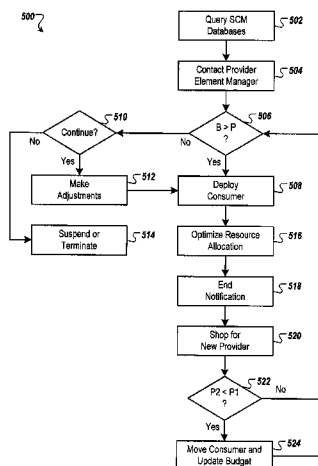 500
Query SCM
Databases
502
Contact Provider
Element Manager
504
510
Continue?
506
B > P
?
No
Yes
No
Yes
Make
Adjustments
512
Deploy
Consumer
508
Suspend or
Terminate
514
Optimize Resource
Allocation
516
End
Notification
518
Shop for
New Provider
520
522
P2 < P1
?
No
Yes
Move Consumer and
Update Budget
524